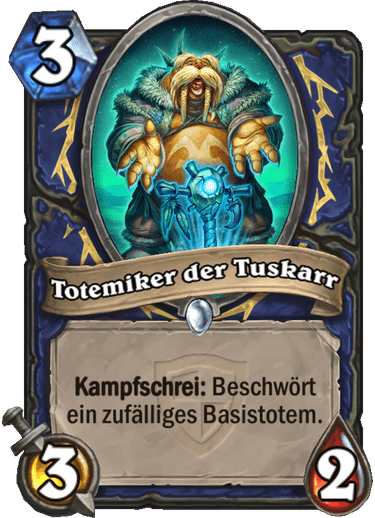 3
Totemiker der Tuskarr
Kampfschrei: Beschwört
ein zufälliges Basistotem.
3
2